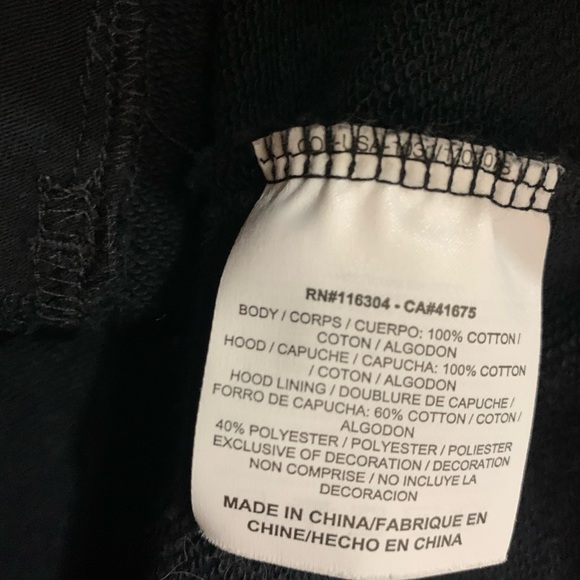 RN#116304 - CA#41675
BODY / CORPS / CUERPO: 100% COTTON /
COTON / ALGODON
HOOD / CAPUCHE / CAPUCHA: 100% COTTON
/ COTON / ALGODON
HOOD LINING / DOUBLURE DE CAPUCHE /
FORRO DE CAPUCHA: 60% COTTON / COTON /
ALGODON
40% POLYESTER / POLYESTER / POLIESTER
EXCLUSIVE OF DECORATION / DECORATION
NON COMPRISE / NO INCLUYE LA
DECORACION
MADE IN CHINA/FABRIQUE EN
CHINE/HECHO EN CHINA